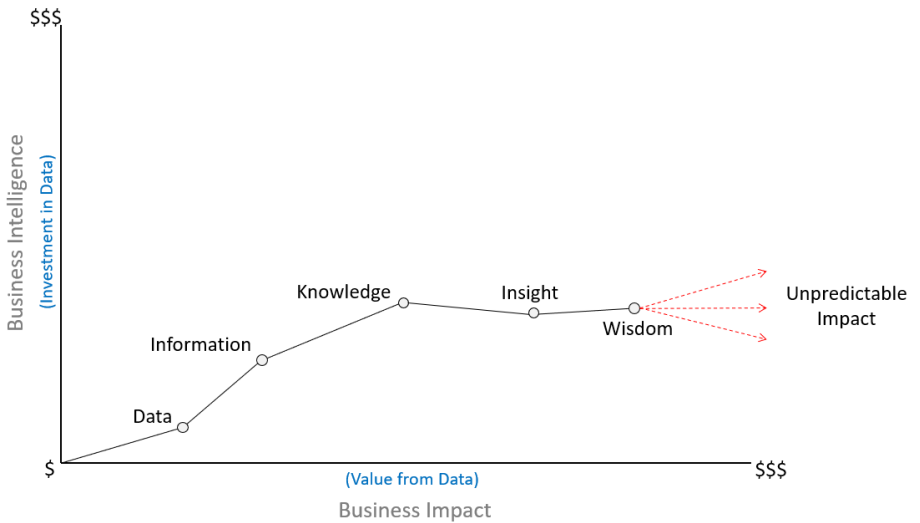 $$$
Business Intelligence
(Investment in Data)
Knowledge
Insight
Unpredictable
Impact
Wisdom
Information
Data
$
$$$
(Value from Data)
Business Impact